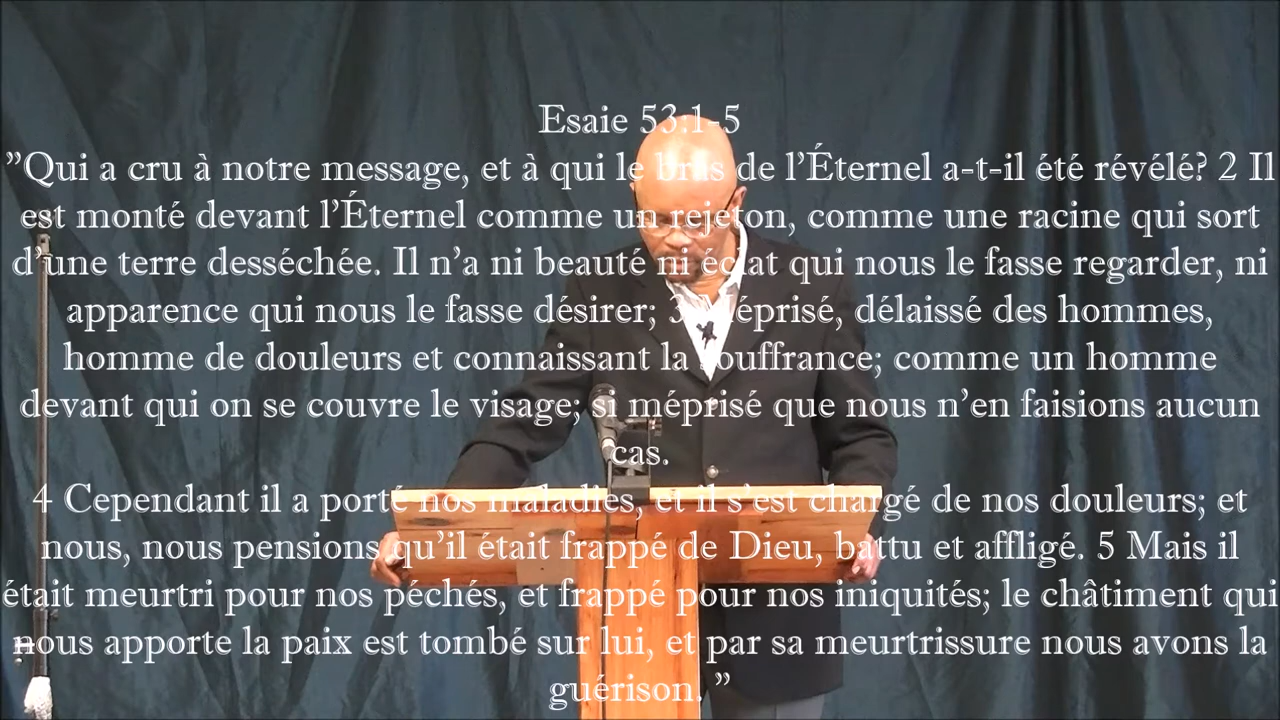 Esaie 53:1-5
”Qui a cru à notre message, et à qui le bras de l’Éternel a-t-il été révélé? 2 Il
est monté devant l’Éternel comme un rejeton, comme une racine qui sort
d’une terre desséchée. Il n’a ni beauté ni éclat qui nous le fasse regarder, ni
apparence qui nous le fasse désirer; 3 Méprisé, délaissé des hommes,
homme de douleurs et connaissant la souffrance; comme un homme
devant qui on se couvre le visage; si méprisé que nous n’en faisions aucun
cas.
4 Cependant il a porté nos maladies, et il s’est chargé de nos douleurs; et
nous, nous pensions qu’il était frappé de Dieu, battu et affligé. 5 Mais il
était meurtri pour nos péchés, et frappé pour nos iniquités; le châtiment qui
nous apporte la paix est tombé sur lui, et par sa meurtrissure nous avons la
guérison. ”